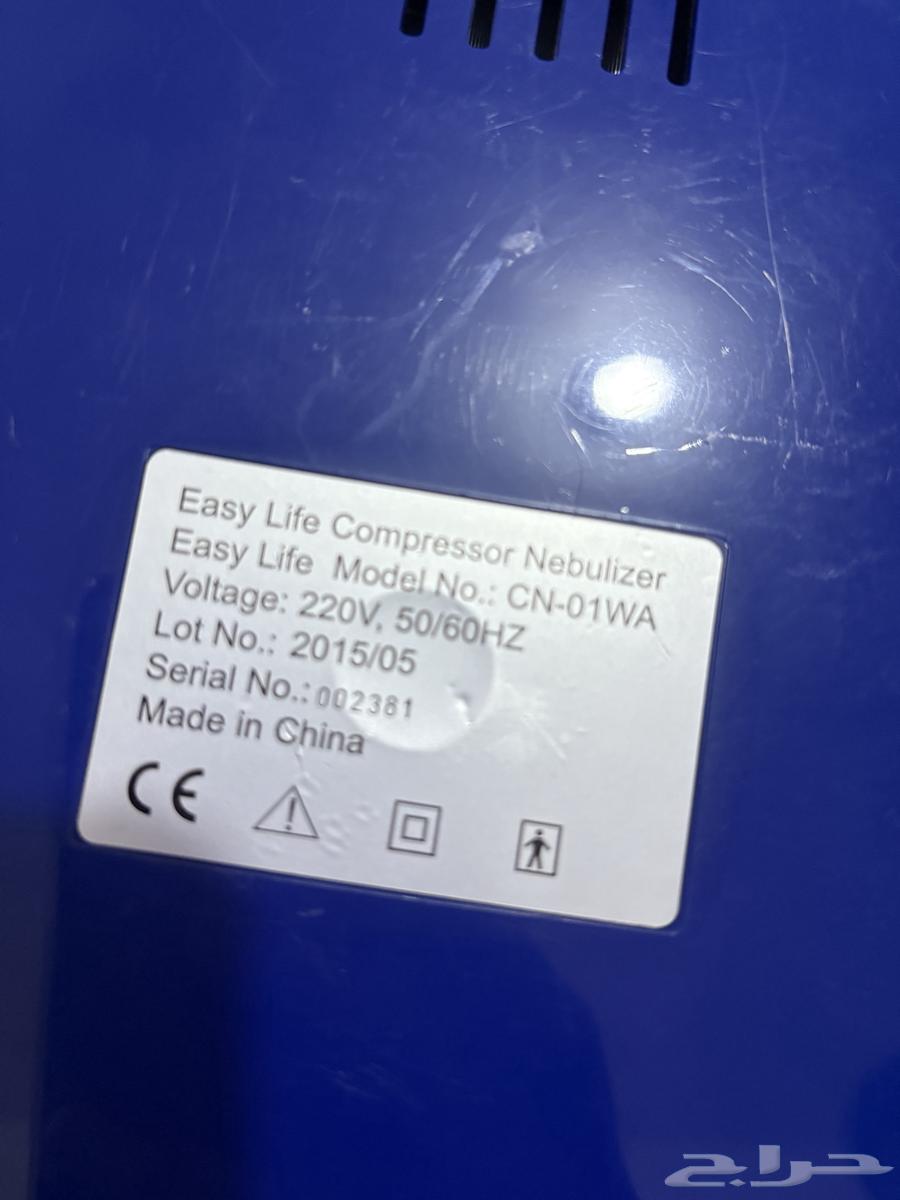 Easy Life Compressor Nebulizer
Easy Life Model No.: CN-01WA
Voltage: 220V, 50/60HZ
Lot No.: 2015/05
Serial No.: 002381
Made in China
CE
حراج